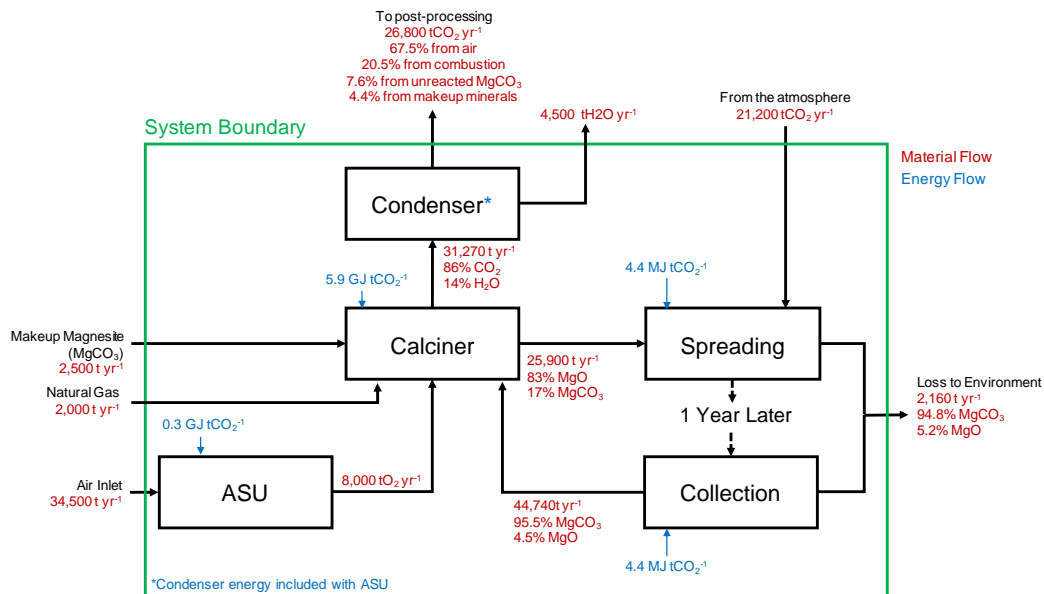 To post-processing
26,800 tCO₂ yr⁻¹
67.5% from air
20.5% from combustion
7.6% from unreacted MgCO₃
4.4% from makeup minerals
4,500 tH2O yr⁻¹
From the atmosphere
21,200 tCO₂ yr⁻¹
System Boundary
Material Flow
Energy Flow
Condenser*
31,270 t yr⁻¹
86% CO₂
14% H₂O
5.9 GJ tCO₂⁻¹
4.4 MJ tCO₂⁻¹
Makeup Magnesite
(MgCO₃)
2,500 t yr⁻¹
Calciner
25,900 t yr⁻¹
83% MgO
17% MgCO₃
Spreading
Natural Gas
2,000 t yr⁻¹
1 Year Later
Loss to Environment
2,160 t yr⁻¹
94.8% MgCO₃
5.2% MgO
0.3 GJ tCO₂⁻¹
Air Inlet
34,500 t yr⁻¹
ASU
8,000 tO₂ yr⁻¹
44,740t yr⁻¹
95.5% MgCO₃
4.5% MgO
Collection
4.4 MJ tCO₂⁻¹
*Condenser energy included with ASU